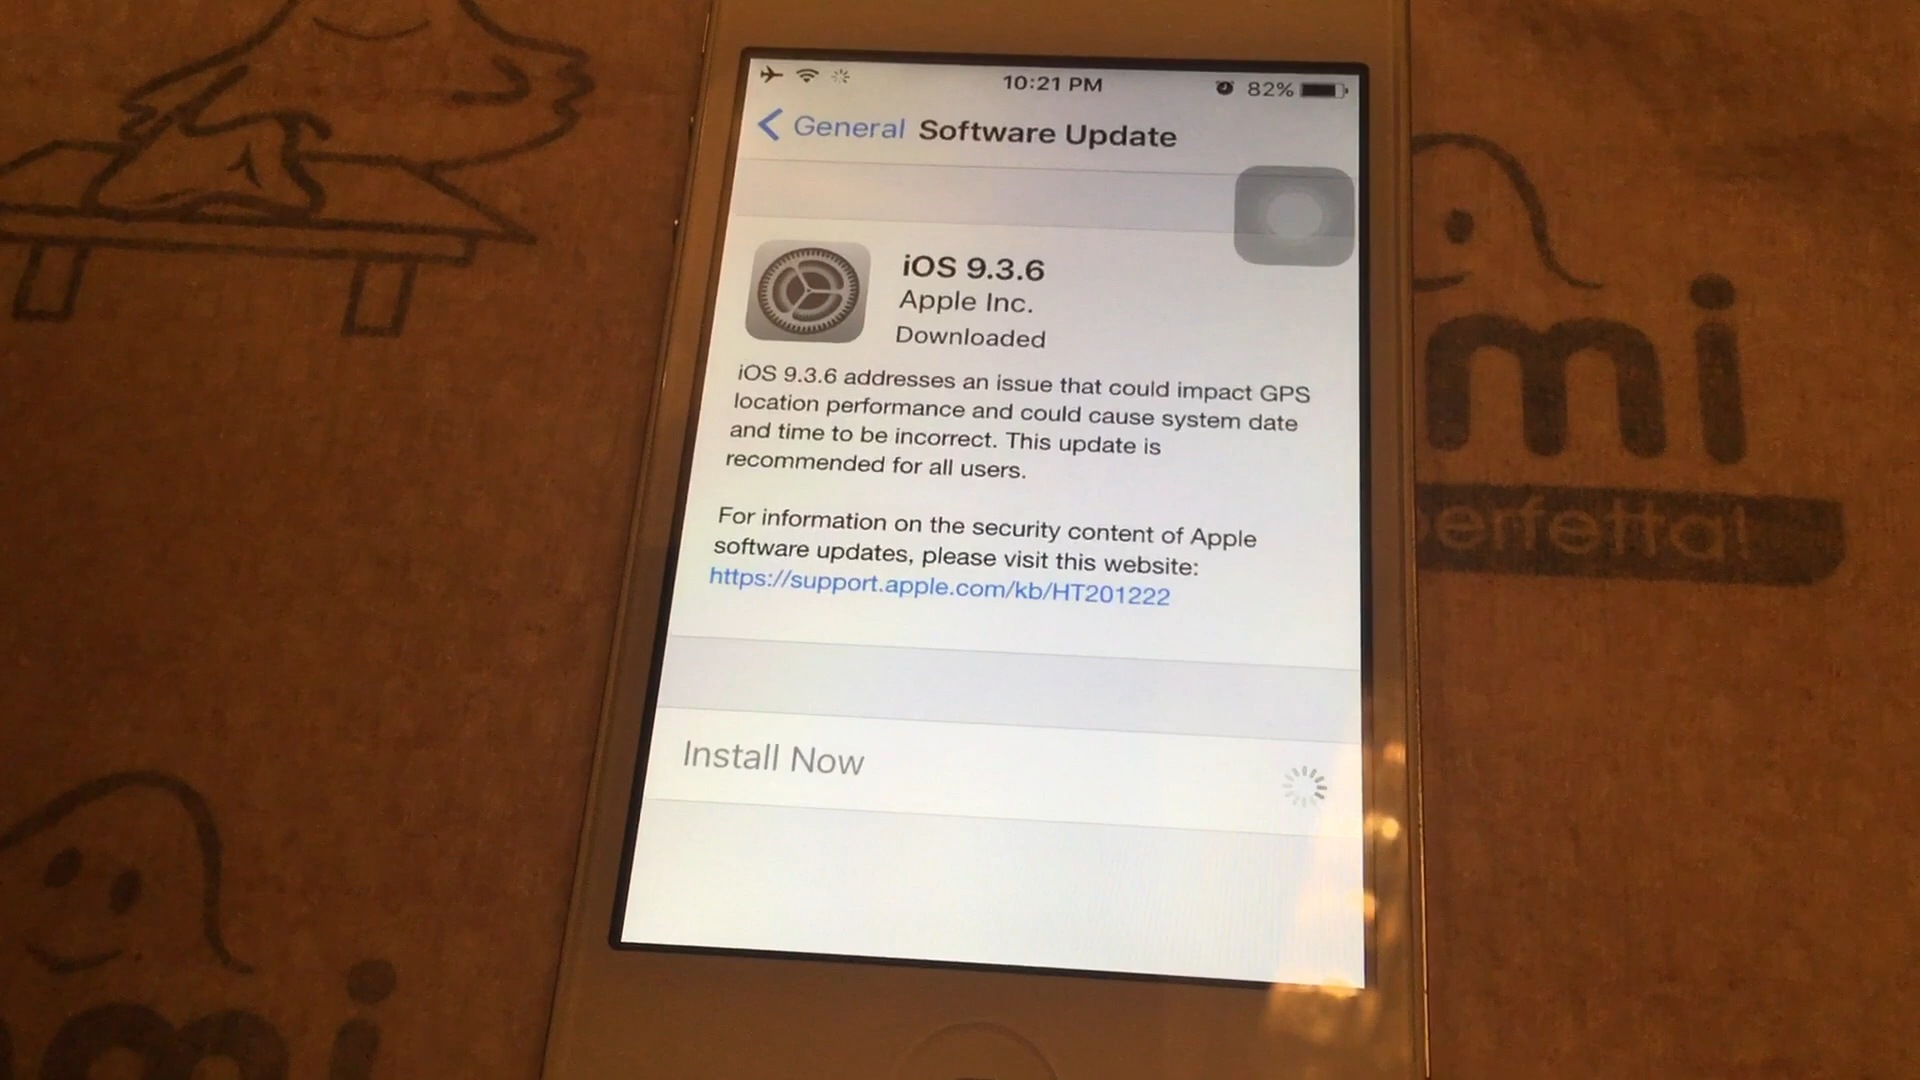 10:21 PM
82%
General
Software Update
iOS 9.3.6
Apple Inc.
Downloaded
iOS 9.3.6 addresses an issue that could impact GPS
location performance and could cause system date
and time to be incorrect. This update is
recommended for all users.
For information on the security content of Apple
software updates, please visit this website:
https://support.apple.com/kb/HT201222
Install Now
mi
perfetta!
mi